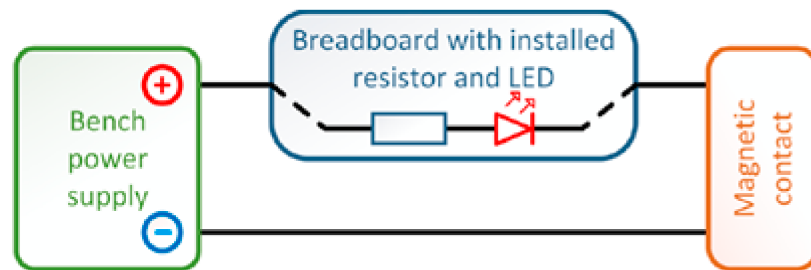 Breadboard with installed
resistor and LED
+
Bench
power
supply
−
Magnetic
contact